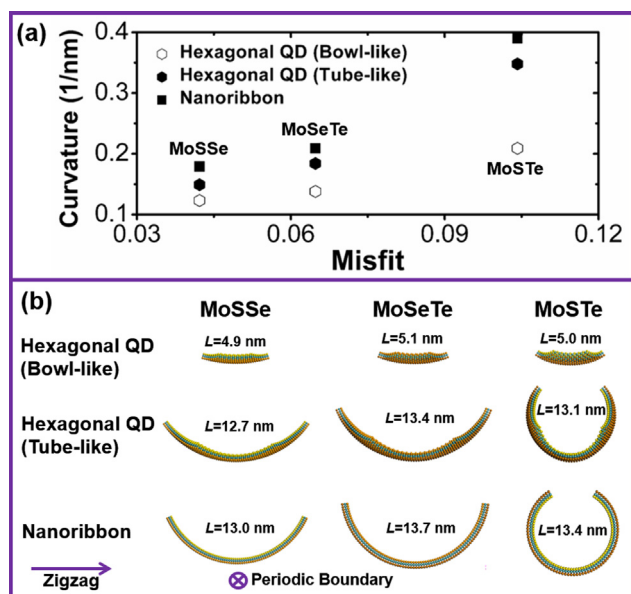 (a)
Curvature (1/nm)
0.4
0.3
0.2
0.1
Hexagonal QD (Bowl-like)
Hexagonal QD (Tube-like)
Nanoribbon
MoSSe
MoSeTe
MoSTe
0.03
0.06
0.09
0.12
Misfit
(b)
MoSSe
MoSeTe
MoSTe
Hexagonal QD
(Bowl-like)
L=4.9 nm
L=5.1 nm
L=5.0 nm
Hexagonal QD
(Tube-like)
L=12.7 nm
L=13.4 nm
L=13.1 nm
Nanoribbon
L=13.0 nm
L=13.7 nm
L=13.4 nm
Zigzag
Periodic Boundary